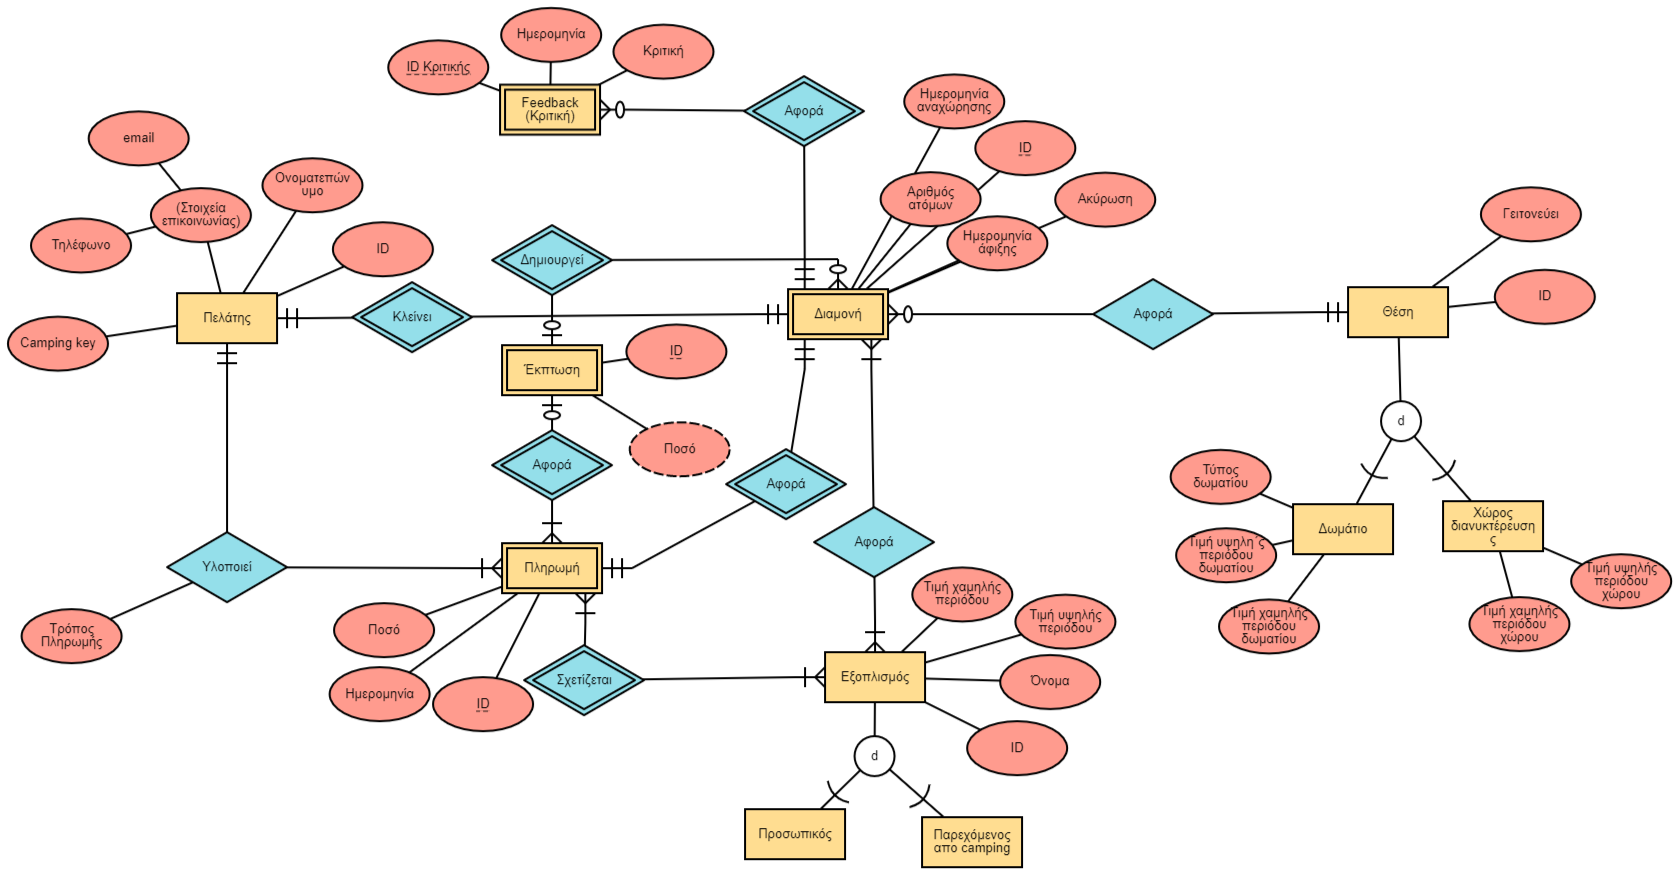 Ημερομηνία
Κριτική
ID Κριτικής
Feedback
(Κριτική)
Αφορά
Ημερομηνία
αναχώρησης
ID
Αριθμός
ατόμων
Ακύρωση
Ημερομηνία
άφιξης
email
Ονοματεπών
υμο
(Στοιχεία
επικοινωνίας)
Τηλέφωνο
ID
Γειτονεύει
ID
Δημιουργεί
Πελάτης
Κλείνει
Διαμονή
Αφορά
Θέση
Camping key
Έκπτωση
ID
Ποσό
Αφορά
Αφορά
d
Τύπος
δωματίου
Δωμάτιο
Χώρος
διανυκτέρευση
ς
Τιμή υψηλή΄ς
περιόδου
δωματίου
Τιμή υψηλής
περιόδου
χώρου
Τιμή χαμηλής
περιόδου
δωματίου
Τιμή χαμηλής
περιόδου
χώρου
Αφορά
Υλοποιεί
Πληρωμή
Τρόπος
Πληρωμής
Ποσό
Ημερομηνία
ID
Σχετίζεται
Τιμή χαμηλής
περιόδου
Τιμή υψηλής
περιόδου
Εξοπλισμός
Όνομα
ID
d
Προσωπικός
Παρεχόμενος
απο camping